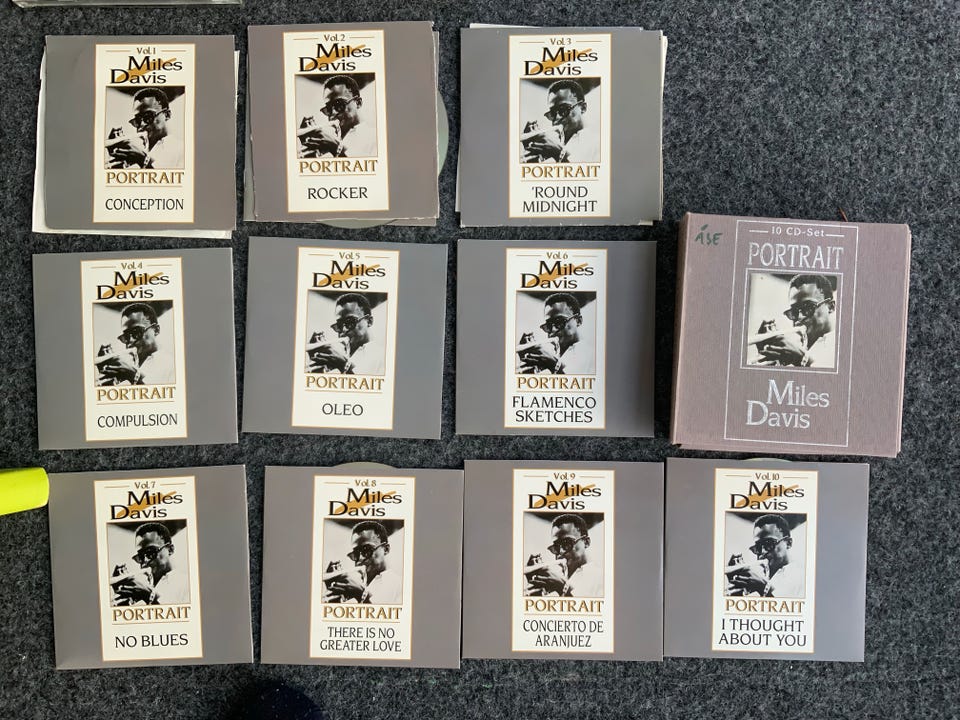 Vol.1
Miles
Davis
PORTRAIT
CONCEPTION
Vol.2
Miles
Davis
PORTRAIT
ROCKER
Vol.3
Miles
Davis
PORTRAIT
'ROUND
MIDNIGHT
Vol.4
Miles
Davis
PORTRAIT
COMPULSION
Vol.5
Miles
Davis
PORTRAIT
OLEO
Vol.6
Miles
Davis
PORTRAIT
FLAMENCO
SKETCHES
ÅSE
10 CD-Set
PORTRAIT
Miles
Davis
Vol.7
Miles
Davis
PORTRAIT
NO BLUES
Vol.8
Miles
Davis
PORTRAIT
THERE IS NO
GREATER LOVE
Vol.9
Miles
Davis
PORTRAIT
CONCIERTO DE
ARANJUEZ
Vol.10
Miles
Davis
PORTRAIT
I THOUGHT
ABOUT YOU